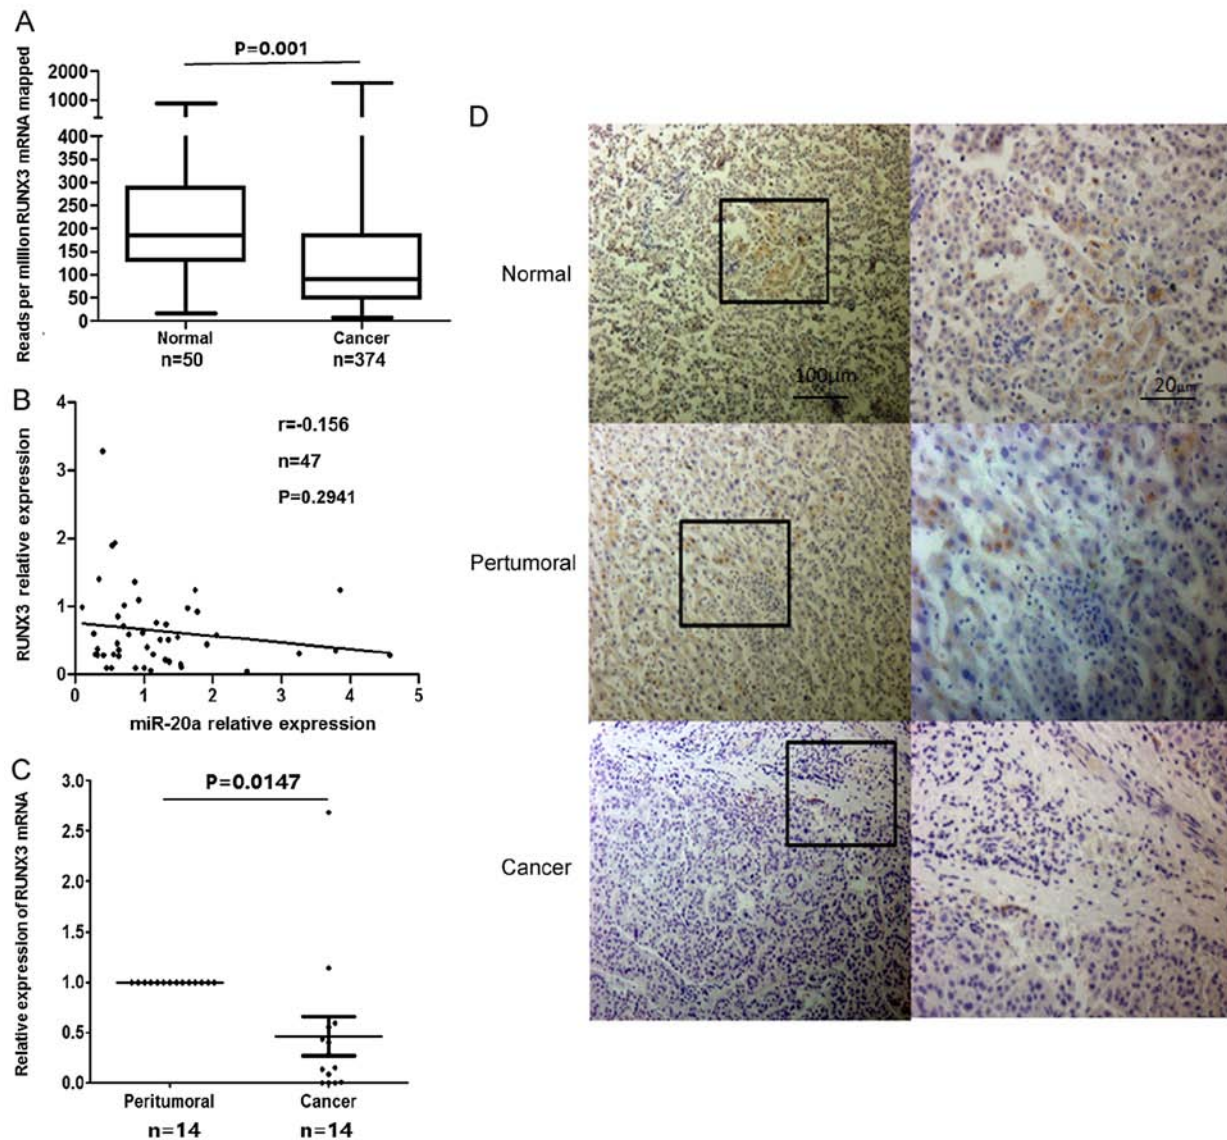 A
P=0.001
Reads per million RUNX3 mRNA mapped
2000
1000
400
350
300
250
200
150
100
50
0
Normal
Cancer
n=50
n=374
B
RUNX3 relative expression
4
3
2
1
0
r=-0.156
n=47
P=0.2941
0 1 2 3 4 5
miR-20a relative expression
C
P=0.0147
Relative expression of RUNX3 mRNA
3.0
2.5
2.0
1.5
1.0
0.5
0.0
Peritumoral
Cancer
n=14
n=14
D
Normal
100μm
20μm
Pertumoral
Cancer